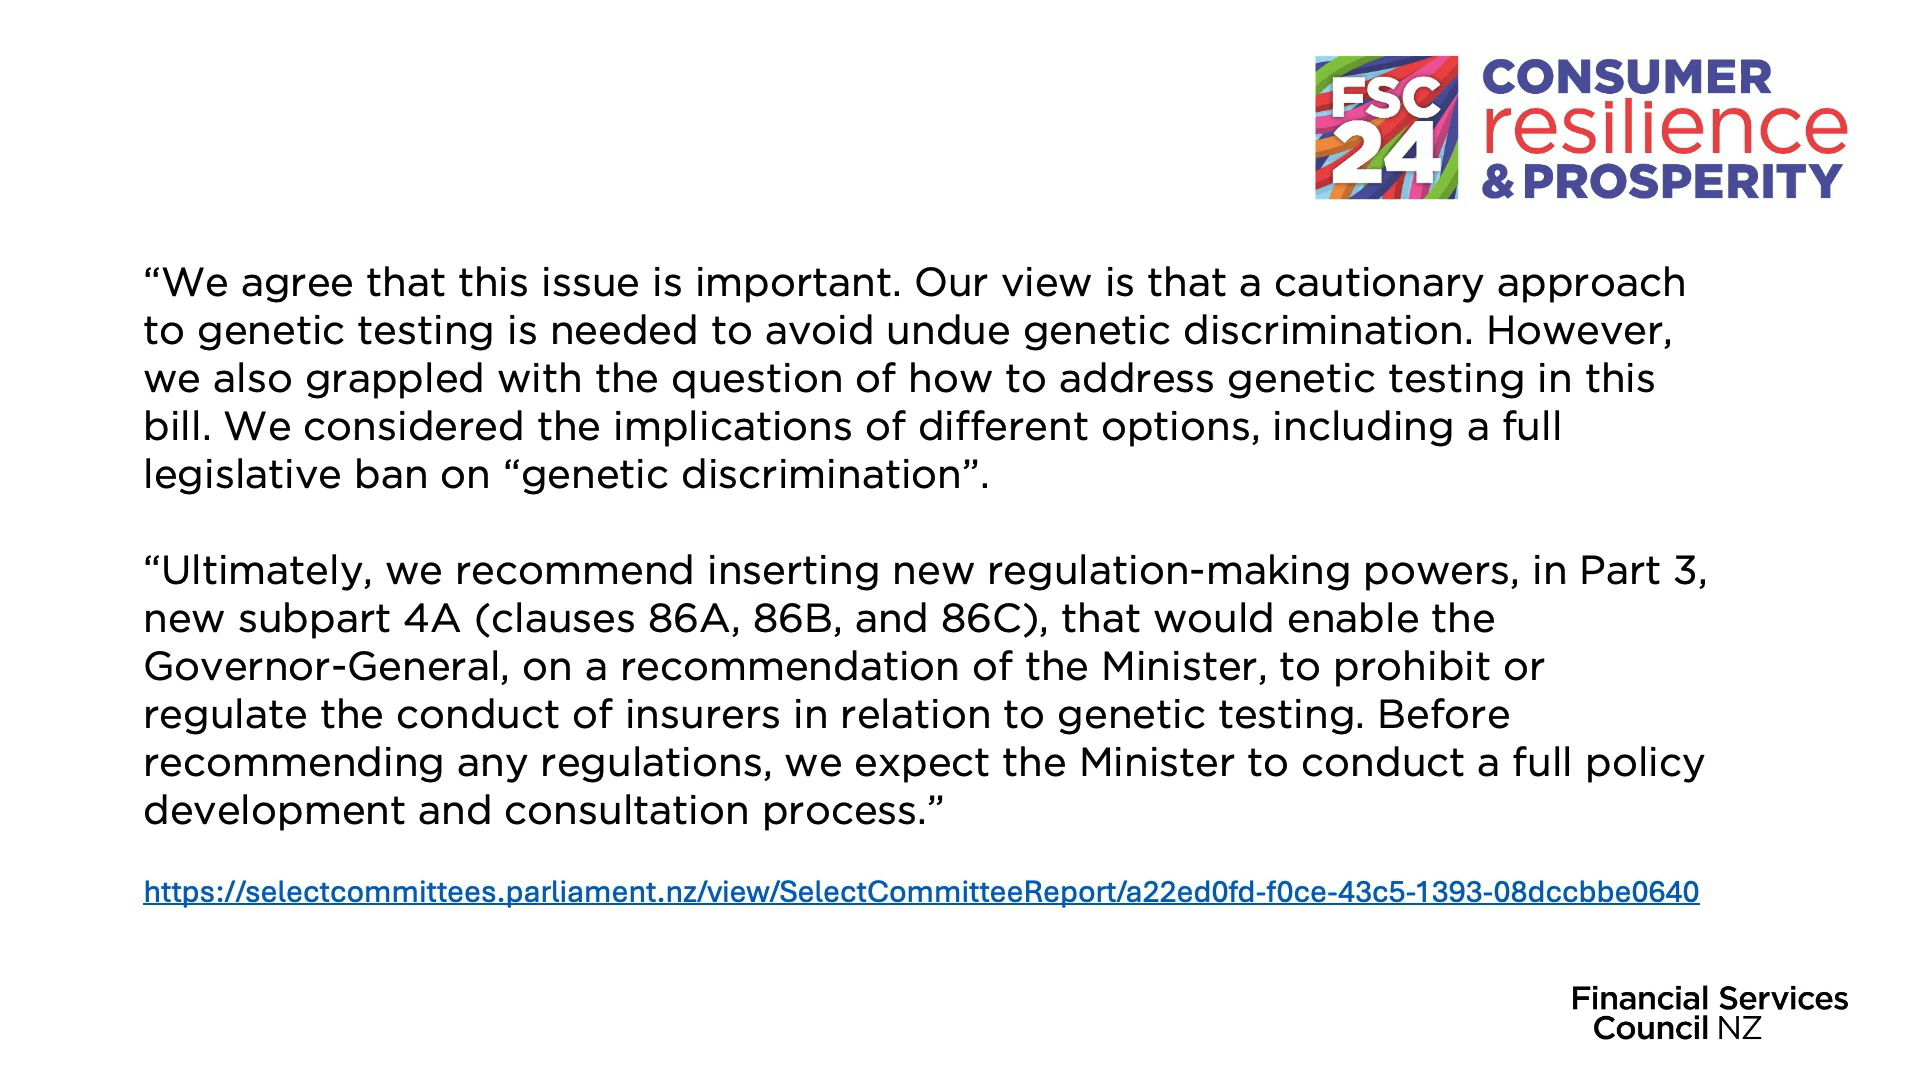 FSC
24
CONSUMER
resilience
& PROSPERITY
“We agree that this issue is important. Our view is that a cautionary approach
to genetic testing is needed to avoid undue genetic discrimination. However,
we also grappled with the question of how to address genetic testing in this
bill. We considered the implications of different options, including a full
legislative ban on “genetic discrimination”.
“Ultimately, we recommend inserting new regulation-making powers, in Part 3,
new subpart 4A (clauses 86A, 86B, and 86C), that would enable the
Governor-General, on a recommendation of the Minister, to prohibit or
regulate the conduct of insurers in relation to genetic testing. Before
recommending any regulations, we expect the Minister to conduct a full policy
development and consultation process.”
https://selectcommittees.parliament.nz/view/SelectCommitteeReport/a22ed0fd-f0ce-43c5-1393-08dccbbe0640
Financial Services
Council NZ